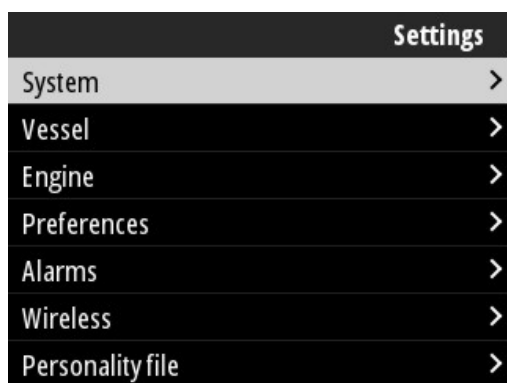 Settings
System
Vessel
Engine
Preferences
Alarms
Wireless
Personality file